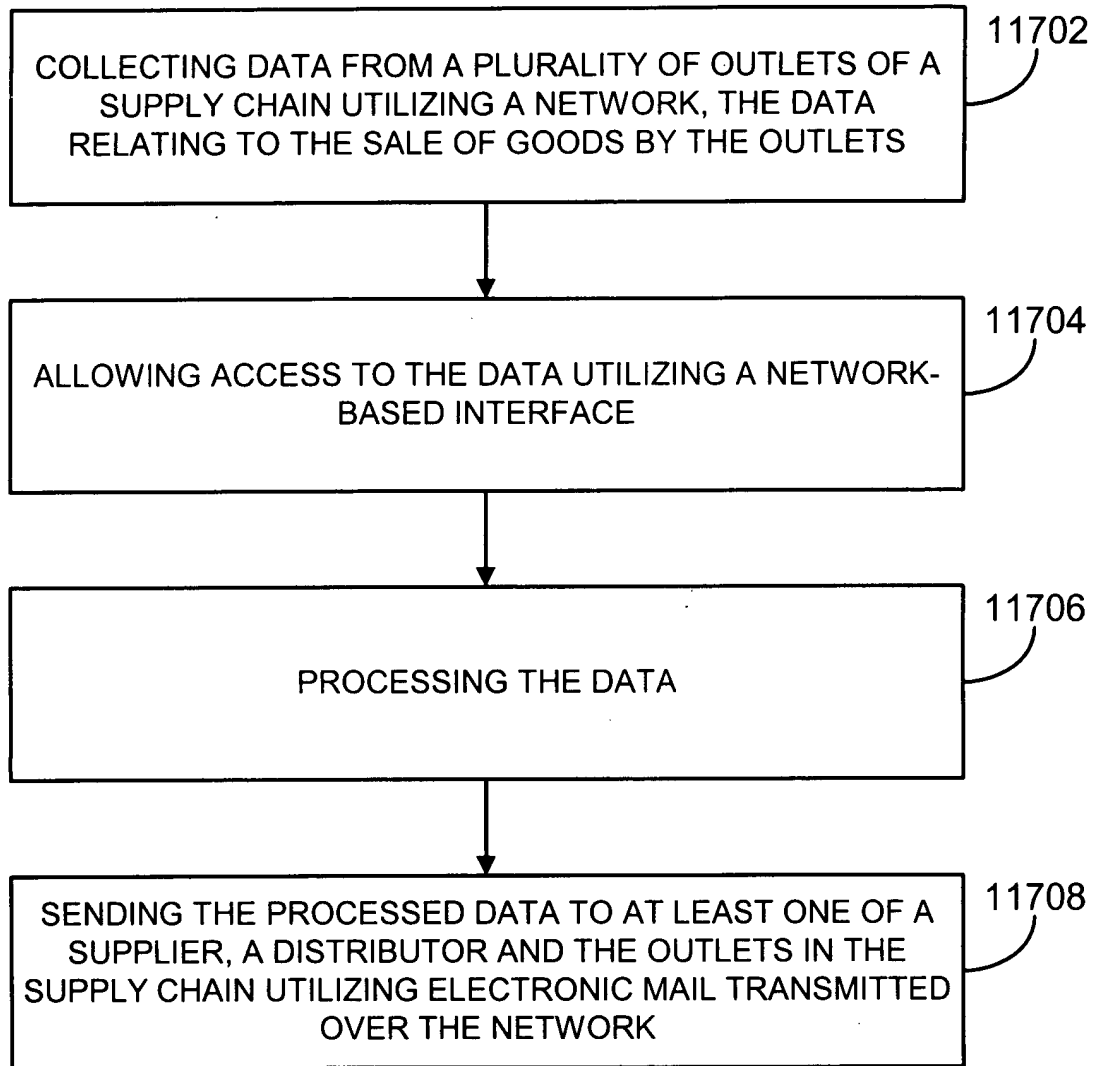 11702
COLLECTING DATA FROM A PLURALITY OF OUTLETS OF A
SUPPLY CHAIN UTILIZING A NETWORK, THE DATA
RELATING TO THE SALE OF GOODS BY THE OUTLETS
11704
ALLOWING ACCESS TO THE DATA UTILIZING A NETWORK-
BASED INTERFACE
11706
PROCESSING THE DATA
11708
SENDING THE PROCESSED DATA TO AT LEAST ONE OF A
SUPPLIER, A DISTRIBUTOR AND THE OUTLETS IN THE
SUPPLY CHAIN UTILIZING ELECTRONIC MAIL TRANSMITTED
OVER THE NETWORK